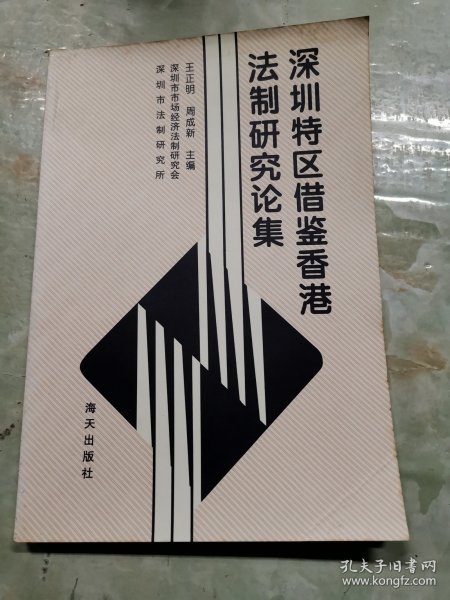 深圳特区借鉴香港
法制研究论集
王正明 周成新 主编
深圳市市场经济法制研究会
深圳市法制研究所
海天出版社
孔夫子旧书网
www.kongfz.com